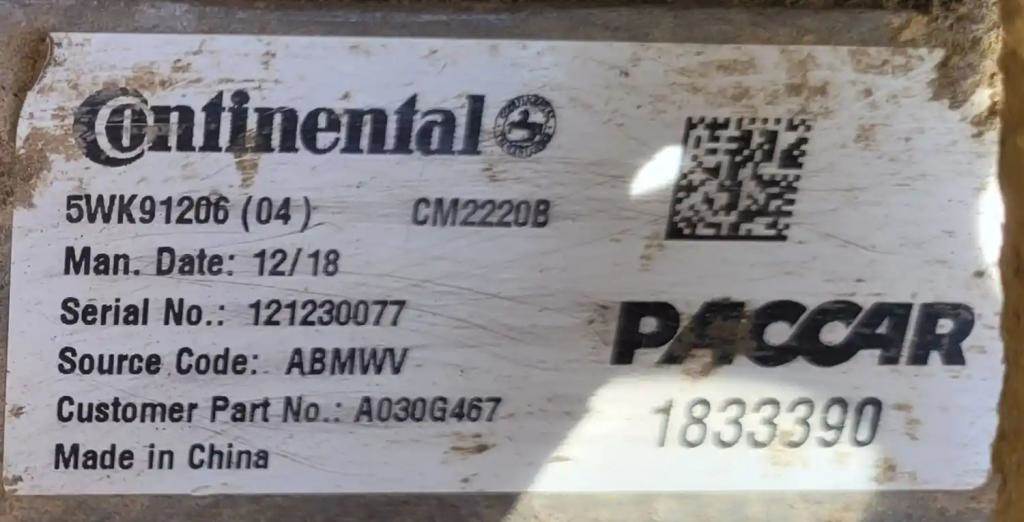 Continental
5WK91206 (04) CM2220B
Man. Date: 12/18
Serial No.: 121230077
Source Code: ABMWV
Customer Part No.: A030G467
Made in China
PACCAR
1833390